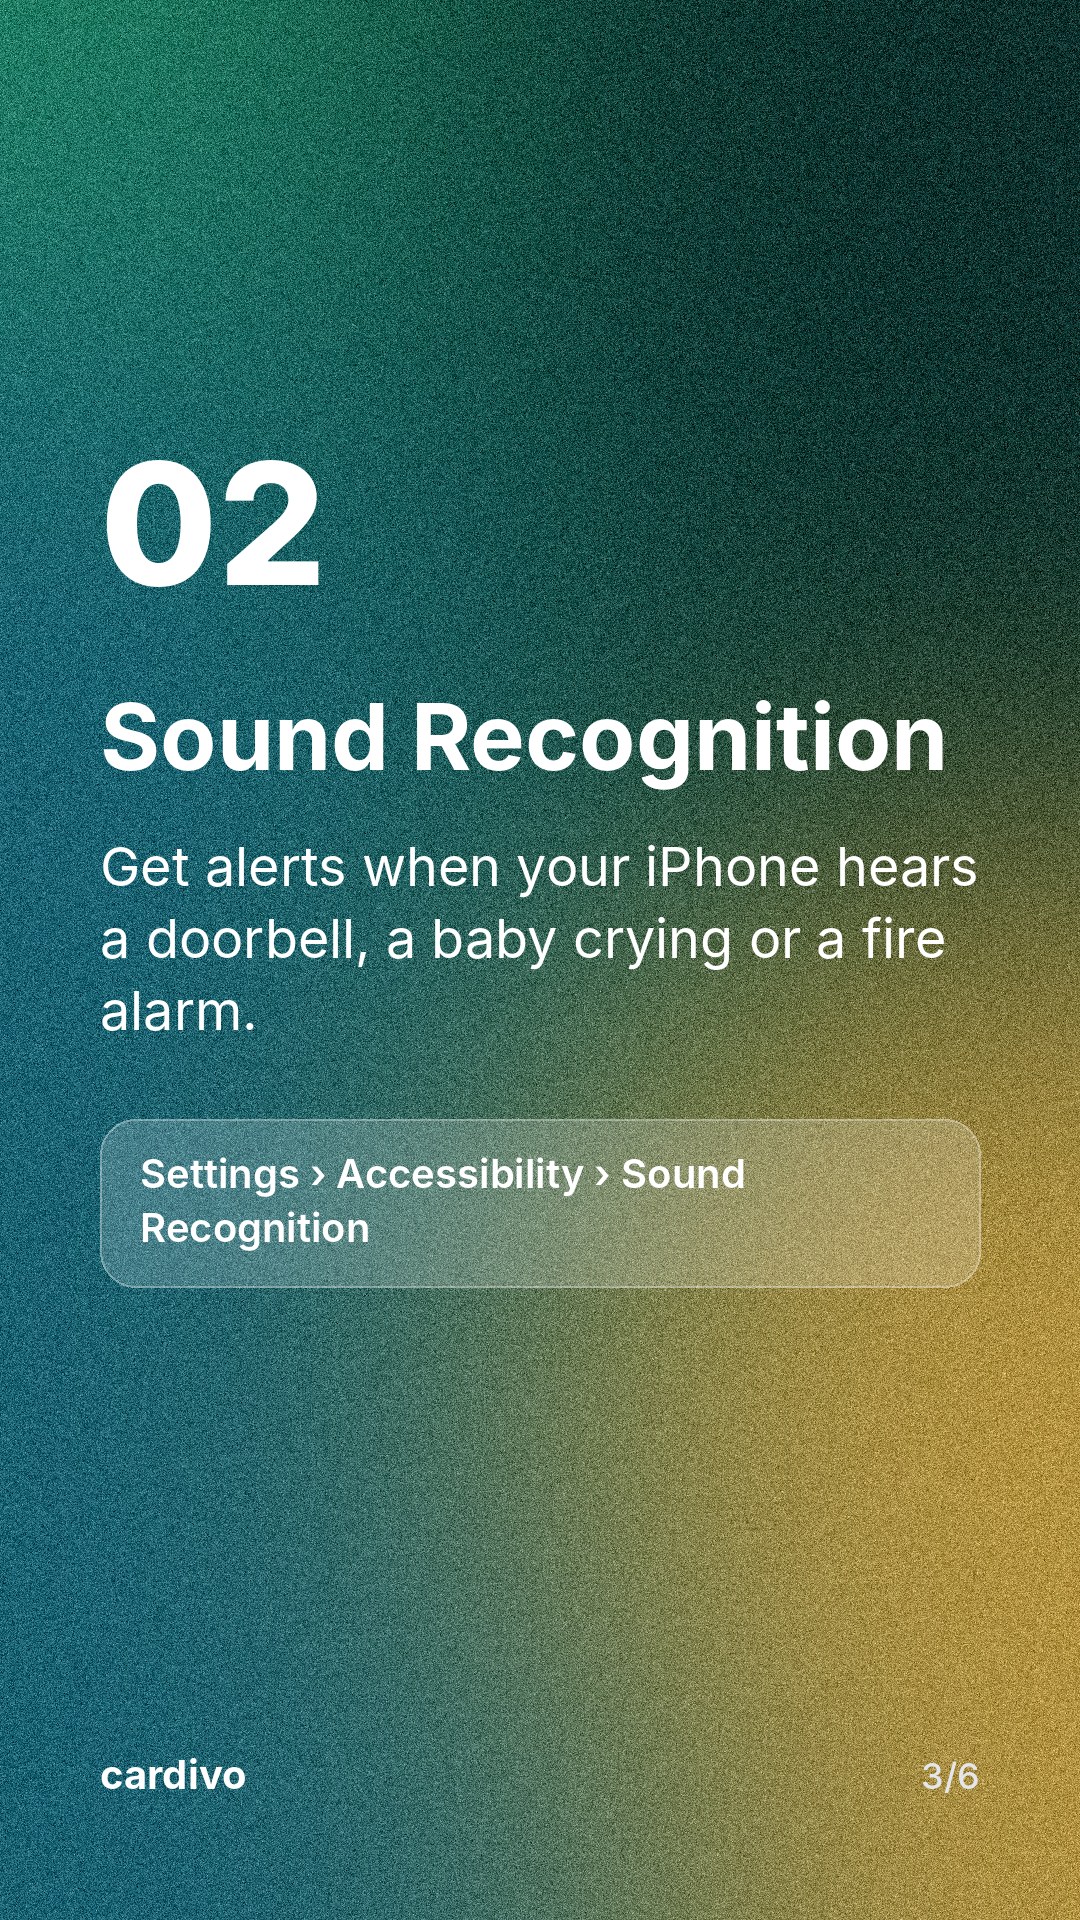 02
Sound Recognition
Get alerts when your iPhone hears
a doorbell, a baby crying or a fire
alarm.
Settings › Accessibility › Sound
Recognition
cardivo
3/6